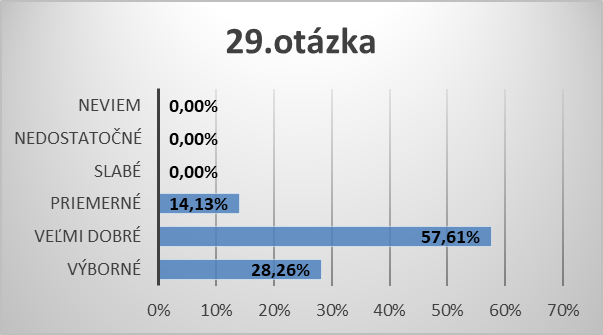 29.otázka
NEVIEM 0,00%
NEDOSTATOČNÉ 0,00%
SLABÉ 0,00%
PRIEMERNÉ 14,13%
VEĽMI DOBRÉ 57,61%
VÝBORNÉ 28,26%
0% 10% 20% 30% 40% 50% 60% 70%